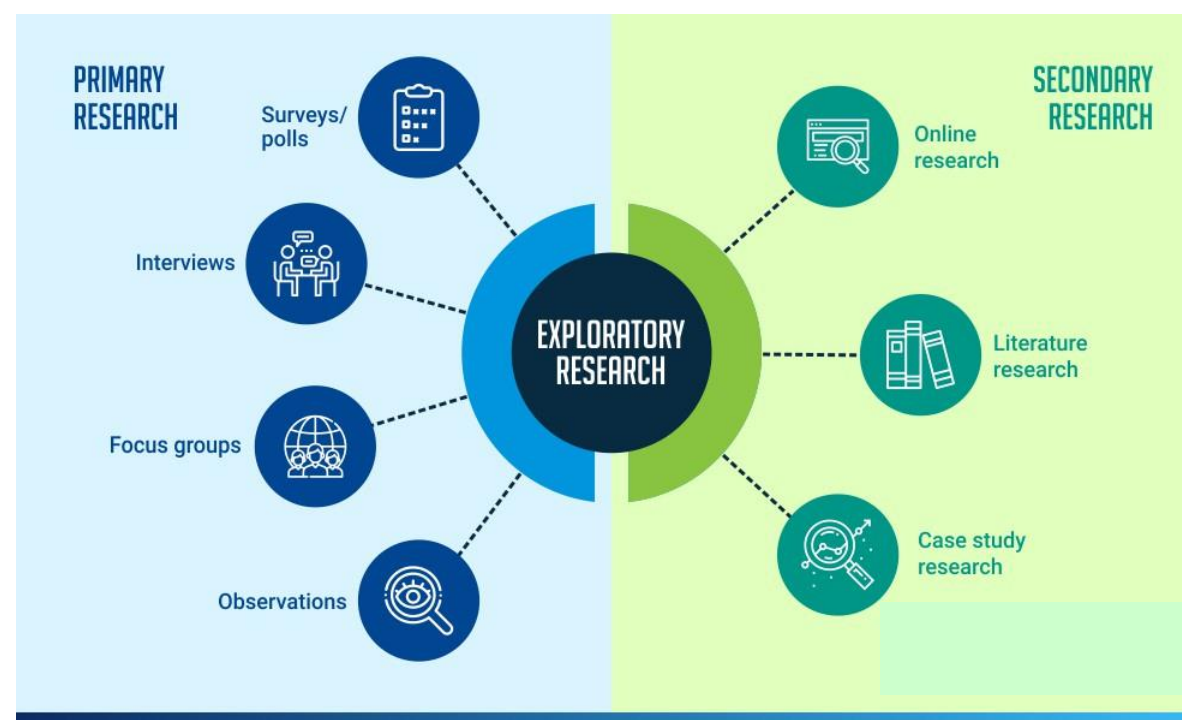 PRIMARY
RESEARCH
Surveys/
polls
Interviews
Focus groups
Observations
EXPLORATORY
RESEARCH
SECONDARY
RESEARCH
Online
research
Literature
research
Case study
research